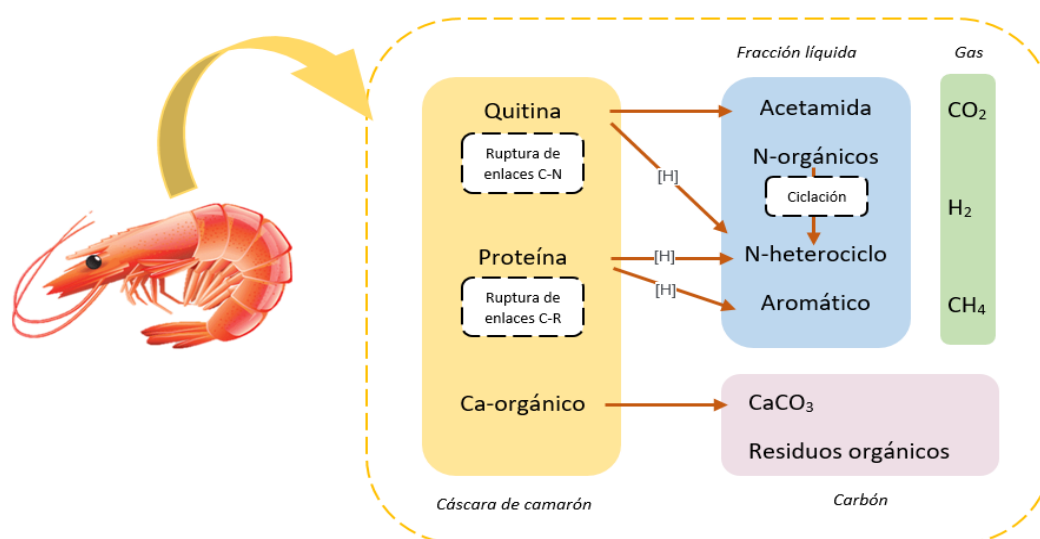 Fracción líquida
Gas
Quitina
Ruptura de
enlaces C-N
Proteína
Ruptura de
enlaces C-R
Ca-orgánico
[H]
[H]
[H]
Acetamida
N-orgánicos
Ciclación
N-heterociclo
Aromático
CO₂
H₂
CH₄
CaCO₃
Residuos orgánicos
Cáscara de camarón
Carbón